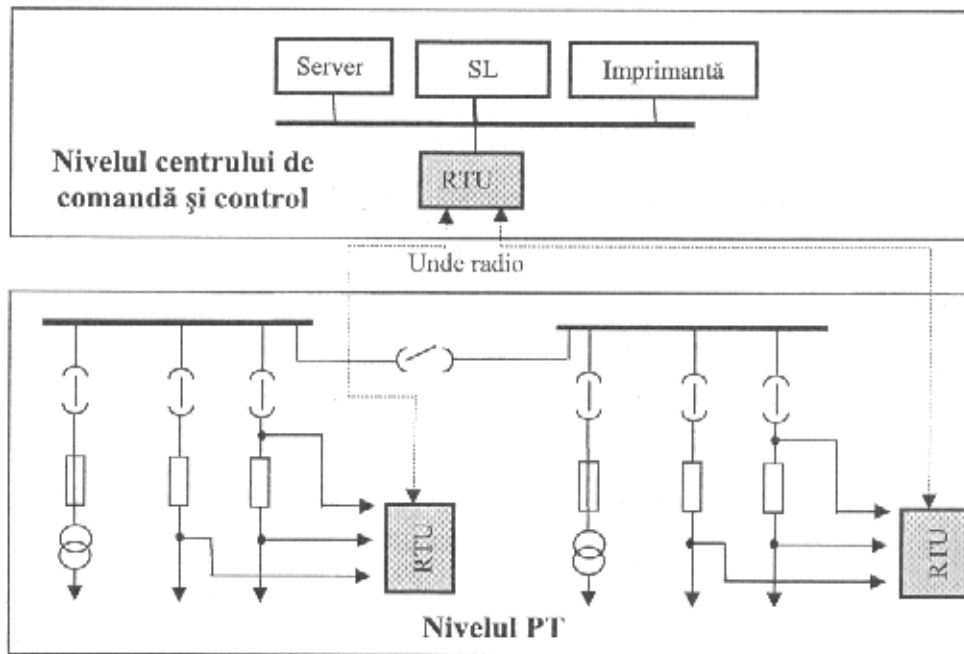 Server
SL
Imprimantă
Nivelul centrului de
comandă şi control
RTU
Unde radio
RTU
RTU
Nivelul PT